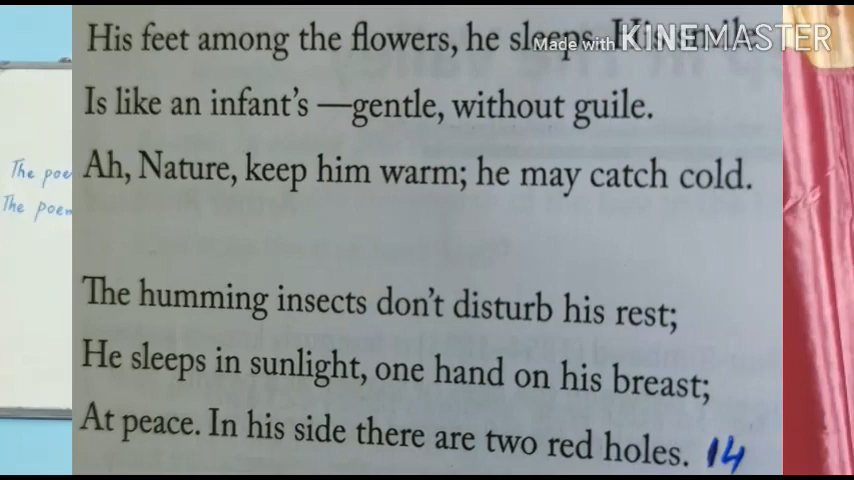 His feet among the flowers, he sleeps. His smile
Made with KINEMASTER
Is like an infant's —gentle, without guile.
Ah, Nature, keep him warm; he may catch cold.
The humming insects don't disturb his rest;
He sleeps in sunlight, one hand on his breast;
At peace. In his side there are two red holes. 14
The
The